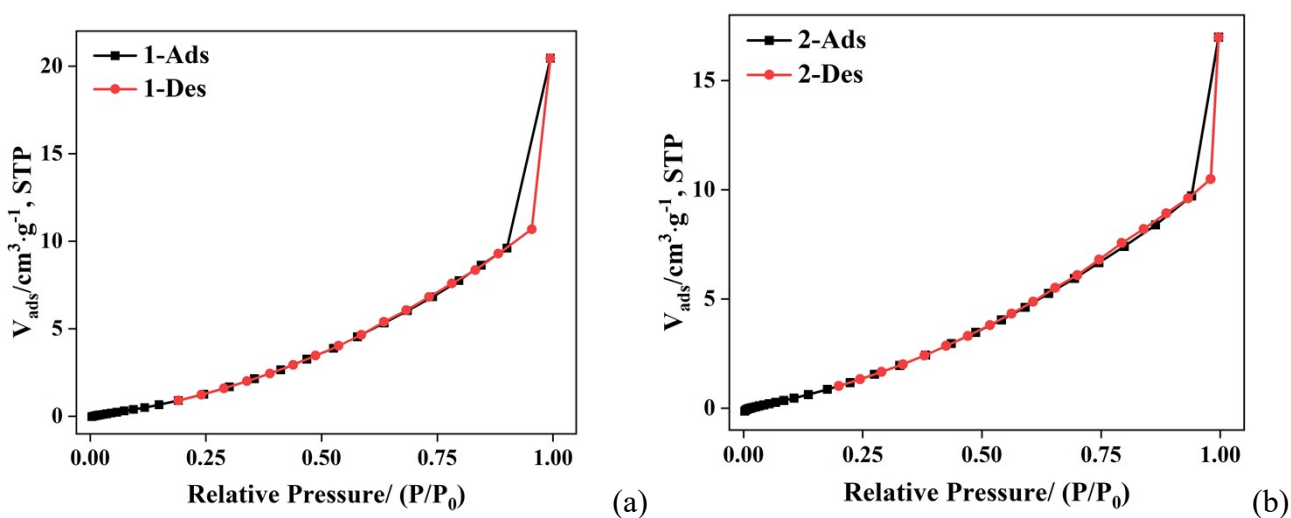 1-Ads
1-Des
20
15
10
5
0
V_ads/cm³·g⁻¹, STP
0.00 0.25 0.50 0.75 1.00
Relative Pressure/ (P/P₀)
(a)
2-Ads
2-Des
15
10
5
0
V_ads/cm³·g⁻¹, STP
0.00 0.25 0.50 0.75 1.00
Relative Pressure/ (P/P₀)
(b)